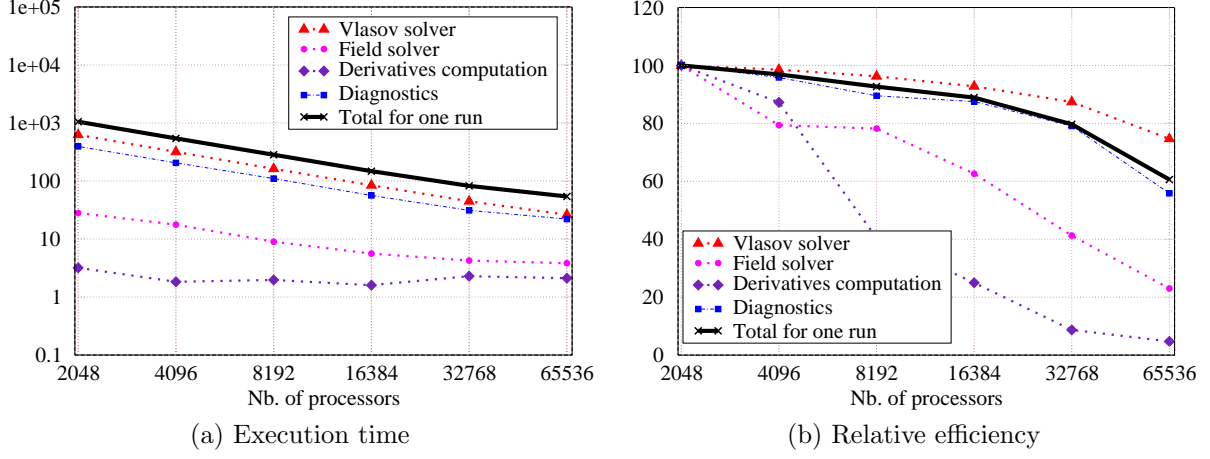 1e+05
1e+04
1e+03
100
10
1
0.1
Vlasov solver
Field solver
Derivatives computation
Diagnostics
Total for one run
2048 4096 8192 16384 32768 65536
Nb. of processors
(a) Execution time
120
100
80
60
40
20
0
Vlasov solver
Field solver
Derivatives computation
Diagnostics
Total for one run
2048 4096 8192 16384 32768 65536
Nb. of processors
(b) Relative efficiency